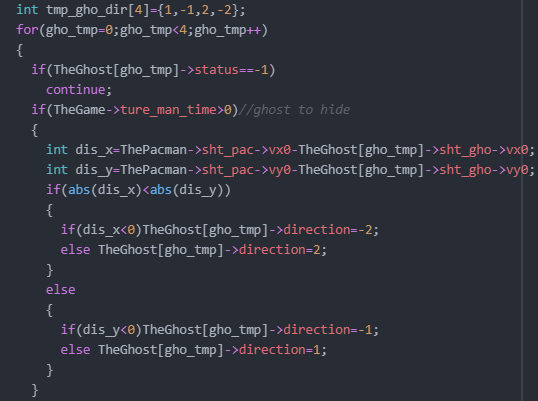 int tmp_gho_dir[4]={1,-1,2,-2};
for(gho_tmp=0;gho_tmp<4;gho_tmp++)
{
if(TheGhost[gho_tmp]->status==-1)
continue;
if(TheGame->ture_man_time>0)//ghost to hide
{
int dis_x=ThePacman->sht_pac->vx0-TheGhost[gho_tmp]->sht_gho->vx0;
int dis_y=ThePacman->sht_pac->vy0-TheGhost[gho_tmp]->sht_gho->vy0;
if(abs(dis_x)<abs(dis_y))
{
if(dis_x<0)TheGhost[gho_tmp]->direction=-2;
else TheGhost[gho_tmp]->direction=2;
}
else
{
if(dis_y<0)TheGhost[gho_tmp]->direction=-1;
else TheGhost[gho_tmp]->direction=1;
}
}